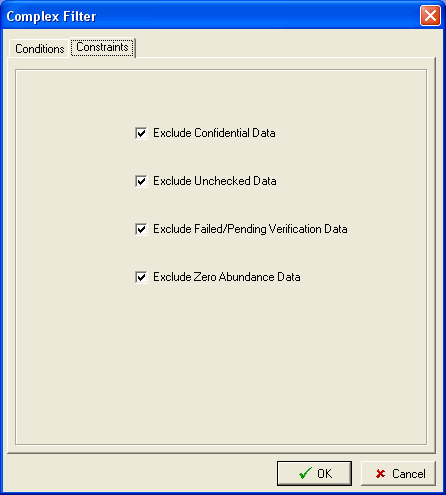 Complex Filter
Conditions Constraints
Exclude Confidential Data
Exclude Unchecked Data
Exclude Failed/Pending Verification Data
Exclude Zero Abundance Data
OK Cancel